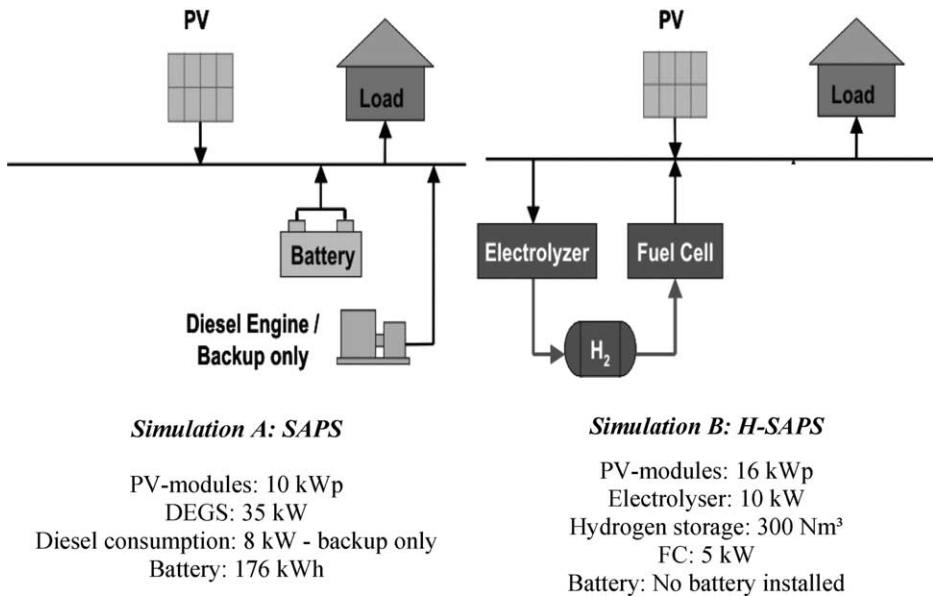 PV
Load
Battery
Diesel Engine /
Backup only
Simulation A: SAPS
PV-modules: 10 kWp
DEGS: 35 kW
Diesel consumption: 8 kW - backup only
Battery: 176 kWh
PV
Load
Electrolyzer
Fuel Cell
H₂
Simulation B: H-SAPS
PV-modules: 16 kWp
Electrolyser: 10 kW
Hydrogen storage: 300 Nm³
FC: 5 kW
Battery: No battery installed